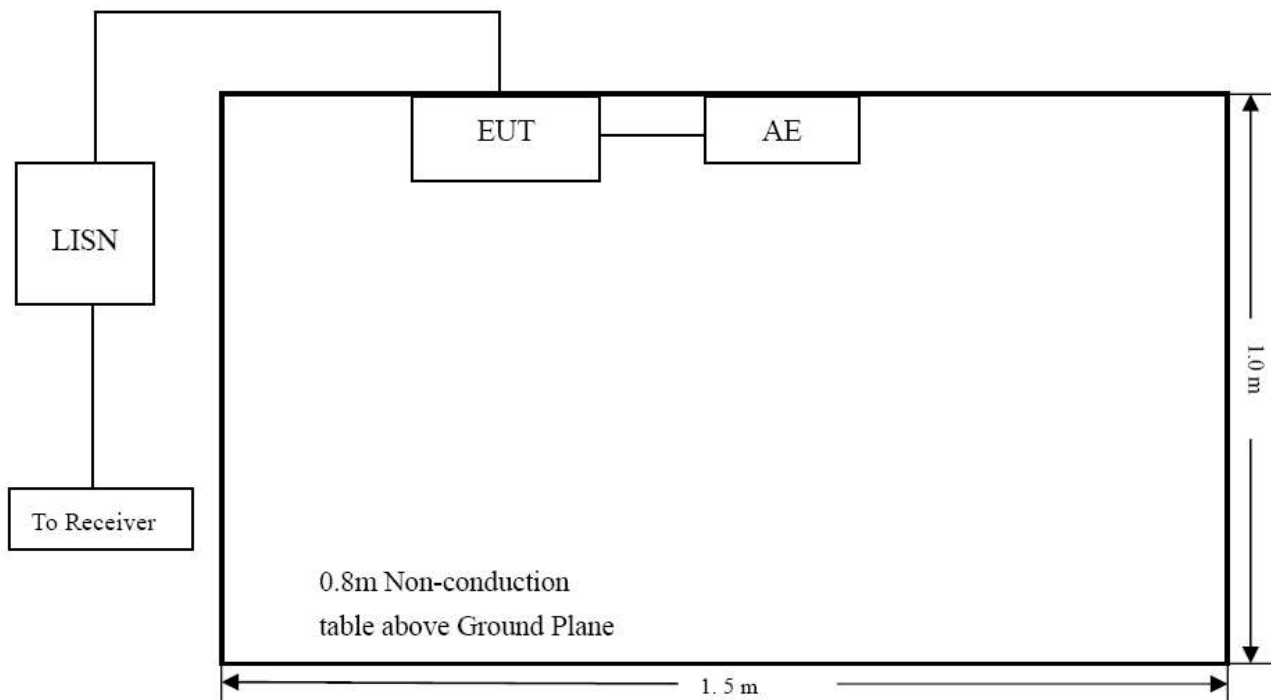 EUT
AE
LISN
1.0 m
To Receiver
0.8m Non-conduction
table above Ground Plane
1. 5 m